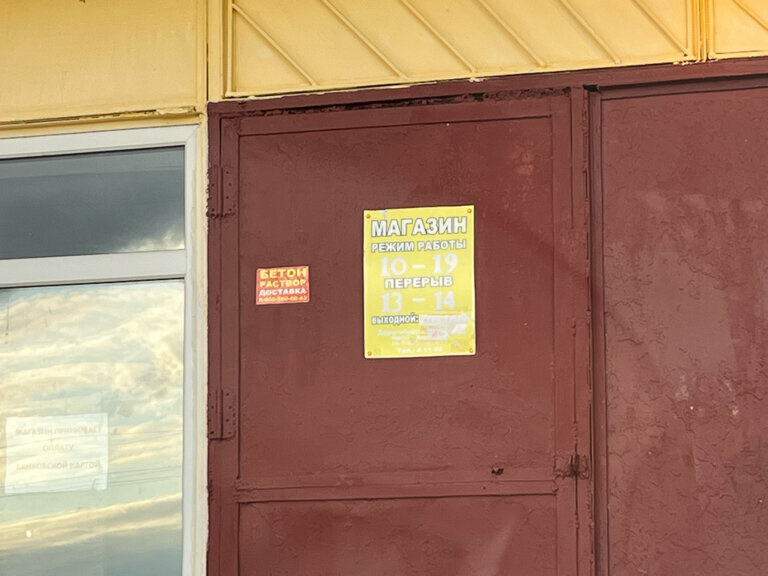 МАГАЗИН
РЕЖИМ РАБОТЫ
10 – 19
ПЕРЕРЫВ
13 – 14
ВЫХОДНОЙ:
БЕТОН
РАСТВОР
ДОСТАВКА
МАГАЗИН ПРИНИМАЕТ
К
ОПЛАТУ
БАНКОВСКОЙ КАРТОЙ